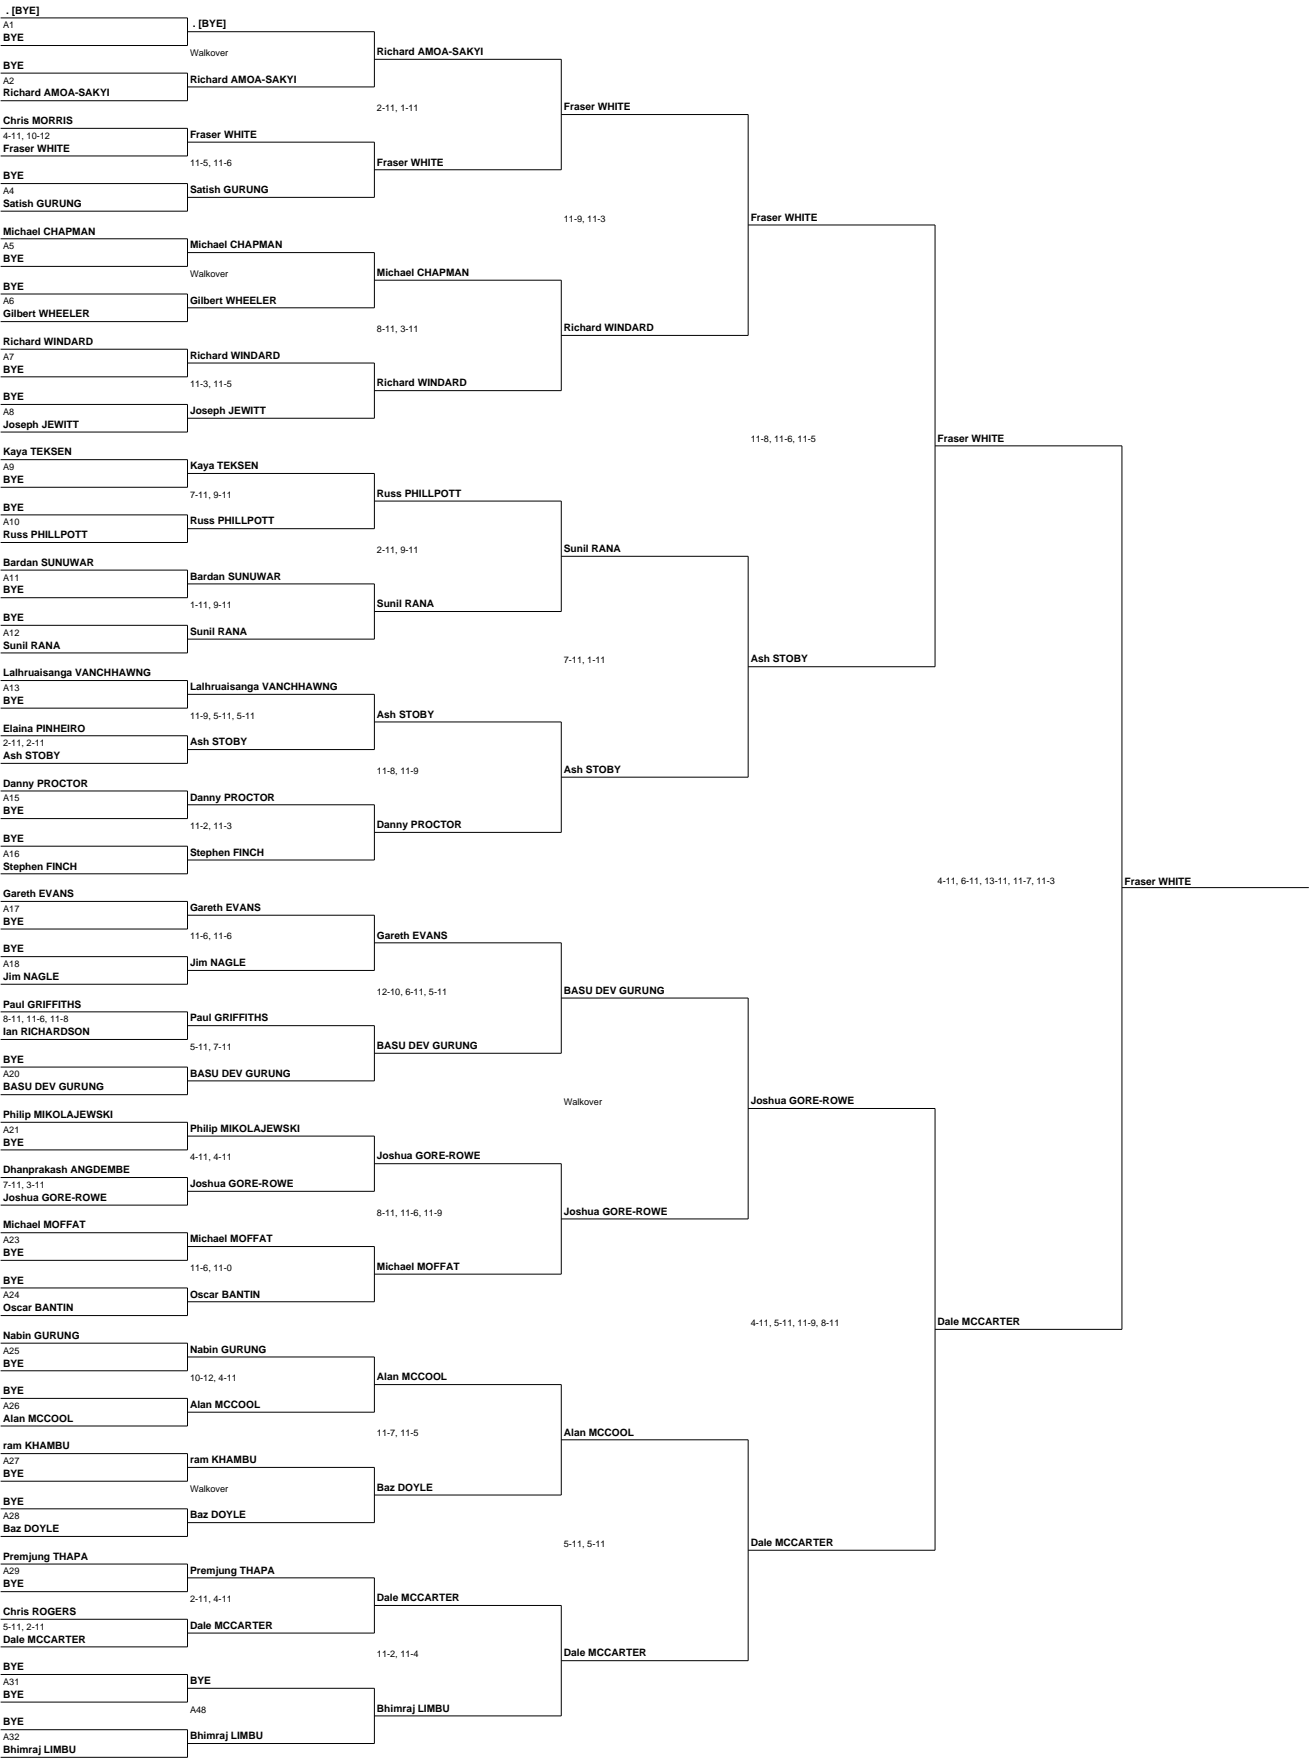 . [BYE]
A1
BYE
BYE
A2
Richard AMOA-SAKYI
Chris MORRIS
4-11, 10-12
Fraser WHITE
BYE
A4
Satish GURUNG
Michael CHAPMAN
A5
BYE
BYE
A6
Gilbert WHEELER
Richard WINDARD
A7
BYE
BYE
A8
Joseph JEWITT
Kaya TEKSEN
A9
BYE
BYE
A10
Russ PHILLPOTT
Bardan SUNUWAR
A11
BYE
BYE
A12
Sunil RANA
Lalhruaisanga VANCHHAWNG
A13
BYE
Elaina PINHEIRO
2-11, 2-11
Ash STOBY
Danny PROCTOR
A15
BYE
BYE
A16
Stephen FINCH
Gareth EVANS
A17
BYE
BYE
A18
Jim NAGLE
Paul GRIFFITHS
8-11, 11-6, 11-8
Ian RICHARDSON
BYE
A20
BASU DEV GURUNG
Philip MIKOLAJEWSKI
A21
BYE
Dhanprakash ANGDEMBE
7-11, 3-11
Joshua GORE-ROWE
Michael MOFFAT
A23
BYE
BYE
A24
Oscar BANTIN
Nabin GURUNG
A25
BYE
BYE
A26
Alan MCCOOL
ram KHAMBU
A27
BYE
BYE
A28
Baz DOYLE
Premjung THAPA
A29
BYE
Chris ROGERS
5-11, 2-11
Dale MCCARTER
BYE
A31
BYE
BYE
A32
Bhimraj LIMBU
. [BYE]
Walkover
Richard AMOA-SAKYI
Fraser WHITE
11-5, 11-6
Satish GURUNG
Michael CHAPMAN
Walkover
Gilbert WHEELER
Richard WINDARD
11-3, 11-5
Joseph JEWITT
Kaya TEKSEN
7-11, 9-11
Russ PHILLPOTT
Bardan SUNUWAR
1-11, 9-11
Sunil RANA
Lalhruaisanga VANCHHAWNG
11-9, 5-11, 5-11
Ash STOBY
Danny PROCTOR
11-2, 11-3
Stephen FINCH
Gareth EVANS
11-6, 11-6
Jim NAGLE
Paul GRIFFITHS
5-11, 7-11
BASU DEV GURUNG
Philip MIKOLAJEWSKI
4-11, 4-11
Joshua GORE-ROWE
Michael MOFFAT
11-6, 11-0
Oscar BANTIN
Nabin GURUNG
10-12, 4-11
Alan MCCOOL
ram KHAMBU
Walkover
Baz DOYLE
Premjung THAPA
2-11, 4-11
Dale MCCARTER
BYE
A48
Bhimraj LIMBU
Richard AMOA-SAKYI
2-11, 1-11
Fraser WHITE
Michael CHAPMAN
8-11, 3-11
Richard WINDARD
Russ PHILLPOTT
2-11, 9-11
Sunil RANA
Ash STOBY
11-8, 11-9
Danny PROCTOR
Gareth EVANS
12-10, 6-11, 5-11
BASU DEV GURUNG
Joshua GORE-ROWE
8-11, 11-6, 11-9
Michael MOFFAT
Alan MCCOOL
11-7, 11-5
Baz DOYLE
Dale MCCARTER
11-2, 11-4
Bhimraj LIMBU
Fraser WHITE
11-9, 11-3
Richard WINDARD
Sunil RANA
7-11, 1-11
Ash STOBY
BASU DEV GURUNG
Walkover
Joshua GORE-ROWE
Alan MCCOOL
5-11, 5-11
Dale MCCARTER
Fraser WHITE
11-8, 11-6, 11-5
Ash STOBY
Joshua GORE-ROWE
4-11, 5-11, 11-9, 8-11
Dale MCCARTER
Fraser WHITE
4-11, 6-11, 13-11, 11-7, 11-3
Dale MCCARTER
Fraser WHITE